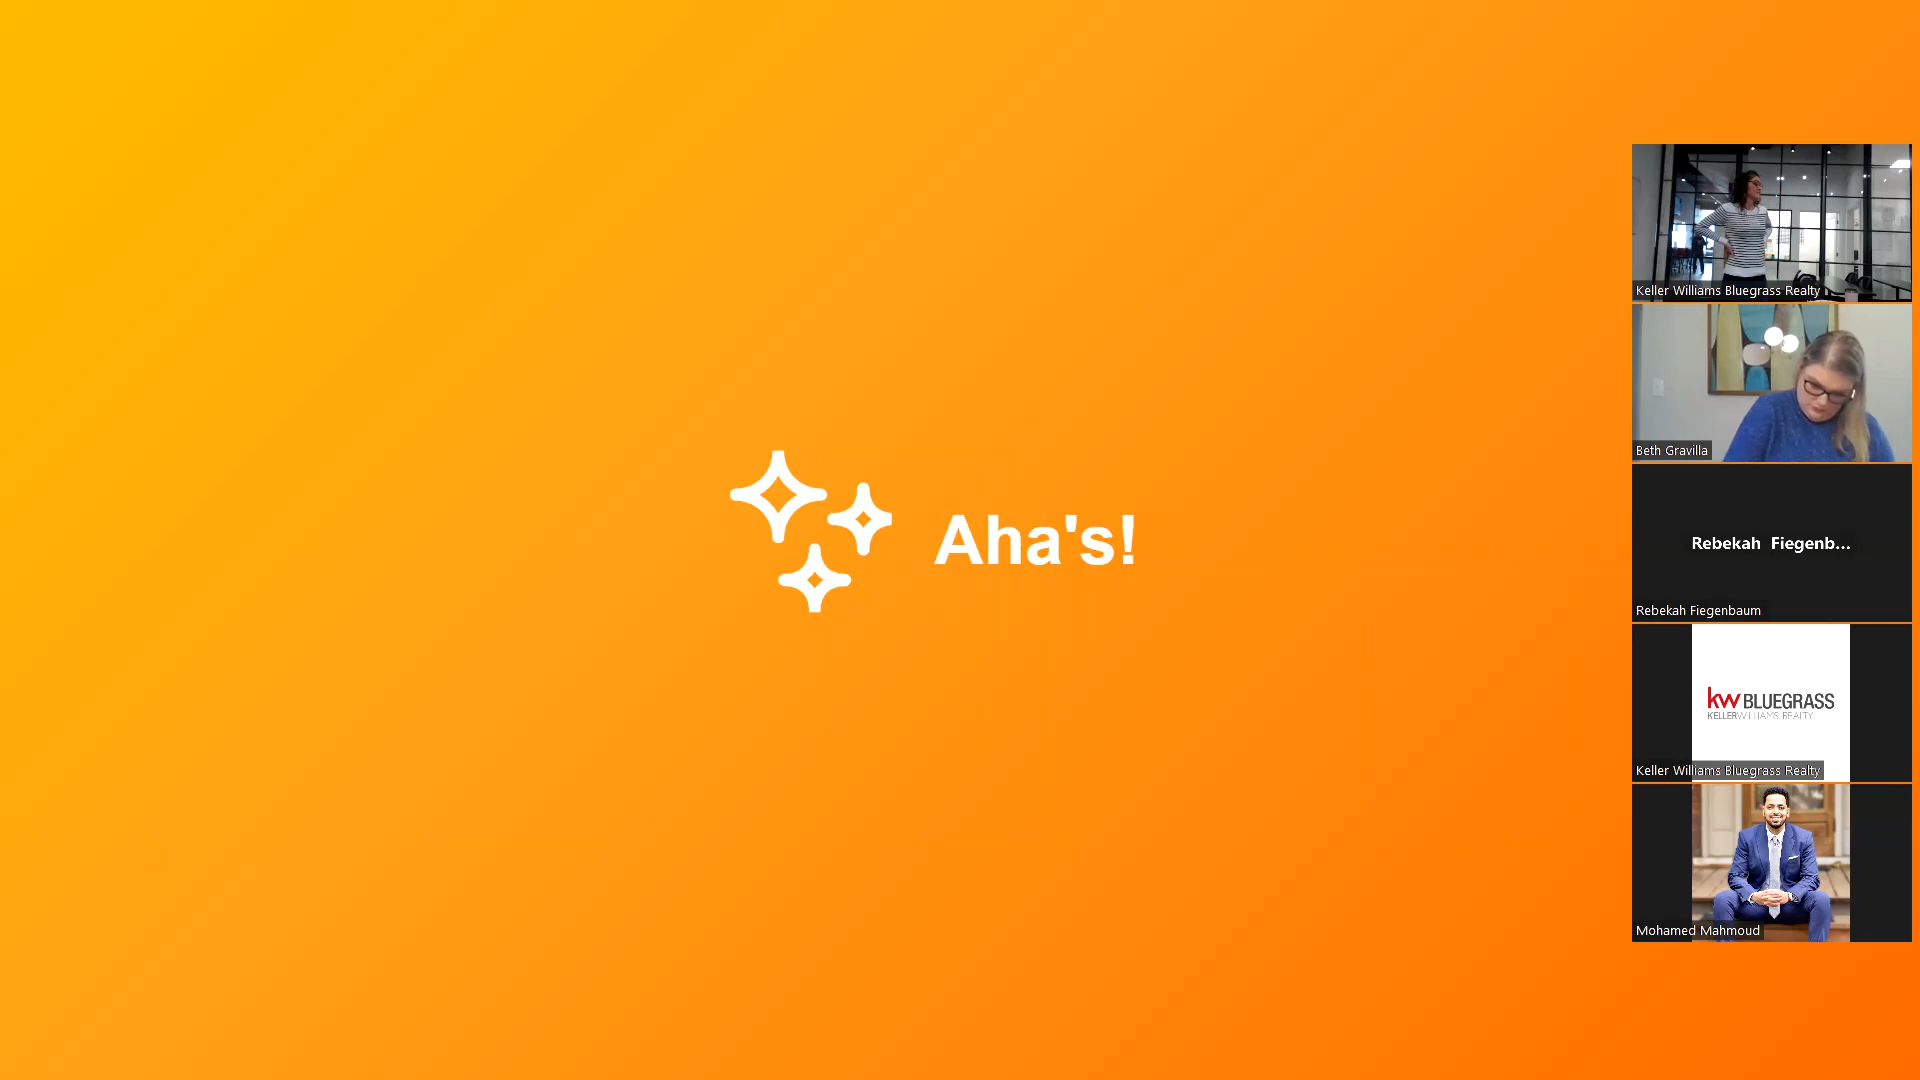 Aha's!
Keller Williams Bluegrass Realty
Beth Gravilla
Rebekah Fiegenb...
Rebekah Fiegenbaum
kw BLUEGRASS
KELLERWILLIAMS. REALTY
Keller Williams Bluegrass Realty
Mohamed Mahmoud